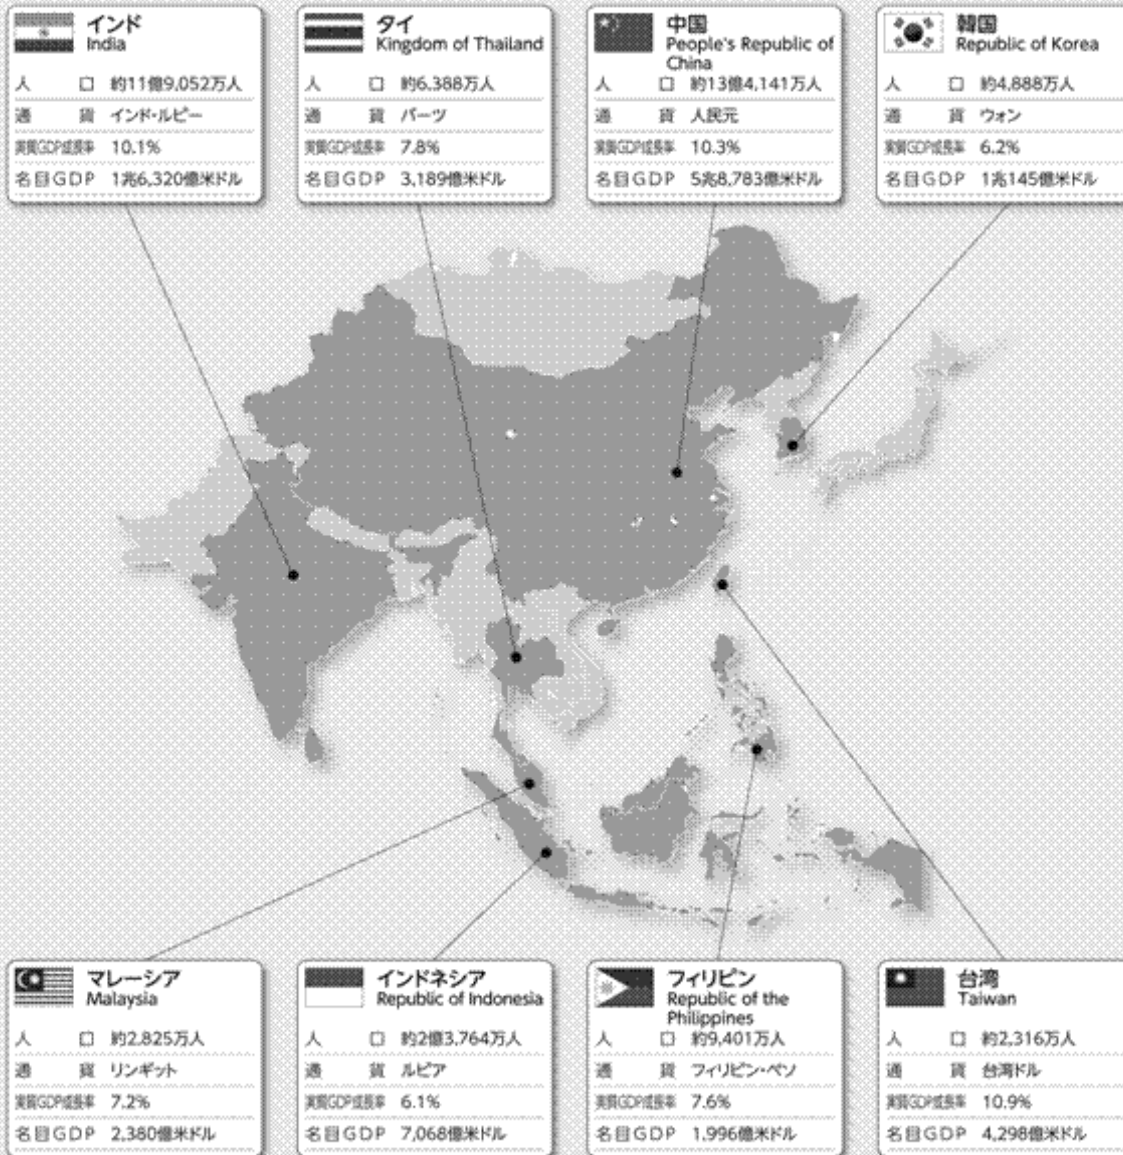 インド
India
人 口 約11億9,052万人
通 貨 インド・ルピー
実質GDP成長率 10.1%
名目GDP 1兆6,320億米ドル
タイ
Kingdom of Thailand
人 口 約6,388万人
通 貨 バーツ
実質GDP成長率 7.8%
名目GDP 3,189億米ドル
中国
People's Republic of
China
人 口 約13億4,141万人
通 貨 人民元
実質GDP成長率 10.3%
名目GDP 5兆8,783億米ドル
韓国
Republic of Korea
人 口 約4,888万人
通 貨 ウォン
実質GDP成長率 6.2%
名目GDP 1兆145億米ドル
マレーシア
Malaysia
人 口 約2,825万人
通 貨 リンギット
実質GDP成長率 7.2%
名目GDP 2,380億米ドル
インドネシア
Republic of Indonesia
人 口 約2億3,764万人
通 貨 ルピア
実質GDP成長率 6.1%
名目GDP 7,068億米ドル
フィリピン
Republic of the
Philippines
人 口 約9,401万人
通 貨 フィリピン・ペソ
実質GDP成長率 7.6%
名目GDP 1,996億米ドル
台湾
Taiwan
人 口 約2,316万人
通 貨 台湾ドル
実質GDP成長率 10.9%
名目GDP 4,298億米ドル